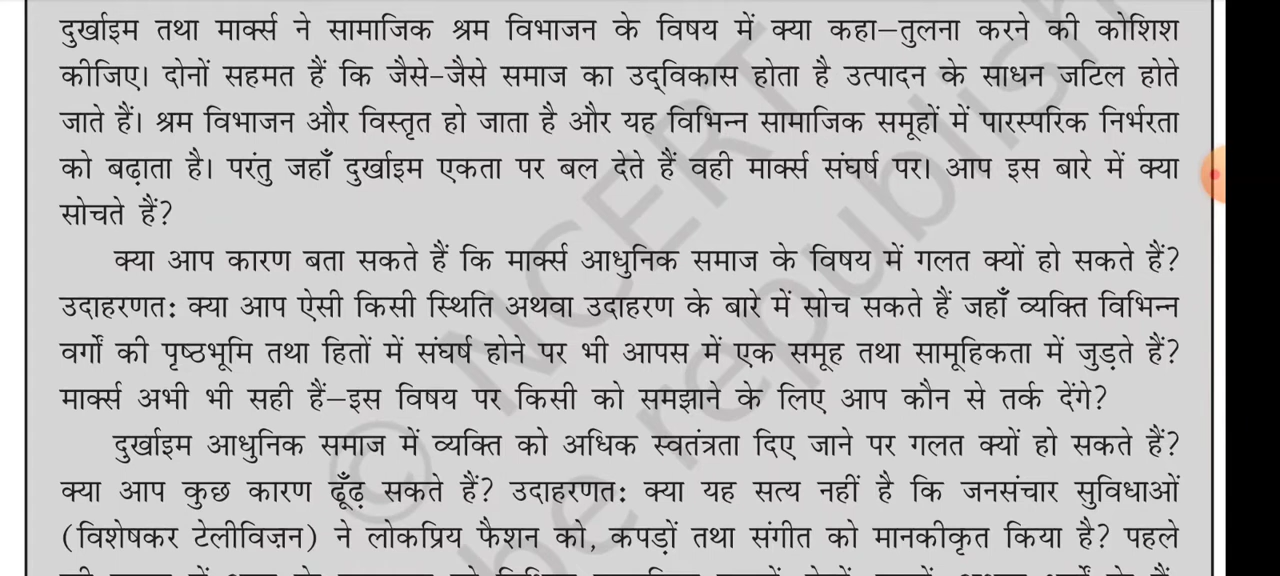 दुर्खाइम तथा मार्क्स ने सामाजिक श्रम विभाजन के विषय में क्या कहा–तुलना करने की कोशिश
कीजिए। दोनों सहमत हैं कि जैसे-जैसे समाज का उद्‌विकास होता है उत्पादन के साधन जटिल होते
जाते हैं। श्रम विभाजन और विस्तृत हो जाता है और यह विभिन्न सामाजिक समूहों में पारस्परिक निर्भरता
को बढ़ाता है। परंतु जहाँ दुर्खाइम एकता पर बल देते हैं वही मार्क्स संघर्ष पर। आप इस बारे में क्या
सोचते हैं?
क्या आप कारण बता सकते हैं कि मार्क्स आधुनिक समाज के विषय में गलत क्यों हो सकते हैं?
उदाहरणत: क्या आप ऐसी किसी स्थिति अथवा उदाहरण के बारे में सोच सकते हैं जहाँ व्यक्ति विभिन्न
वर्गों की पृष्ठभूमि तथा हितों में संघर्ष होने पर भी आपस में एक समूह तथा सामूहिकता में जुड़ते हैं?
मार्क्स अभी भी सही हैं–इस विषय पर किसी को समझाने के लिए आप कौन से तर्क देंगे?
दुर्खाइम आधुनिक समाज में व्यक्ति को अधिक स्वतंत्रता दिए जाने पर गलत क्यों हो सकते हैं?
क्या आप कुछ कारण ढूँढ़ सकते हैं? उदाहरणत: क्या यह सत्य नहीं है कि जनसंचार सुविधाओं
(विशेषकर टेलीविज़न) ने लोकप्रिय फैशन को, कपड़ों तथा संगीत को मानकीकृत किया है? पहले
© NCERT
be republish